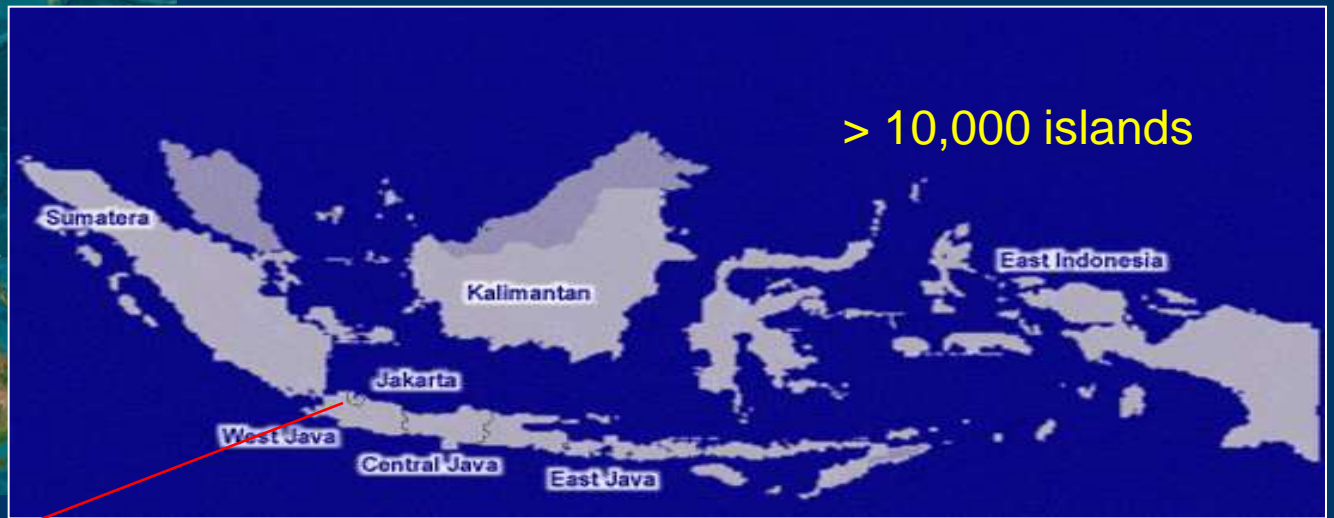 > 10,000 islands
Sumatera
East Indonesia
Kalimantan
Jakarta
West Java
Central Java
East Java